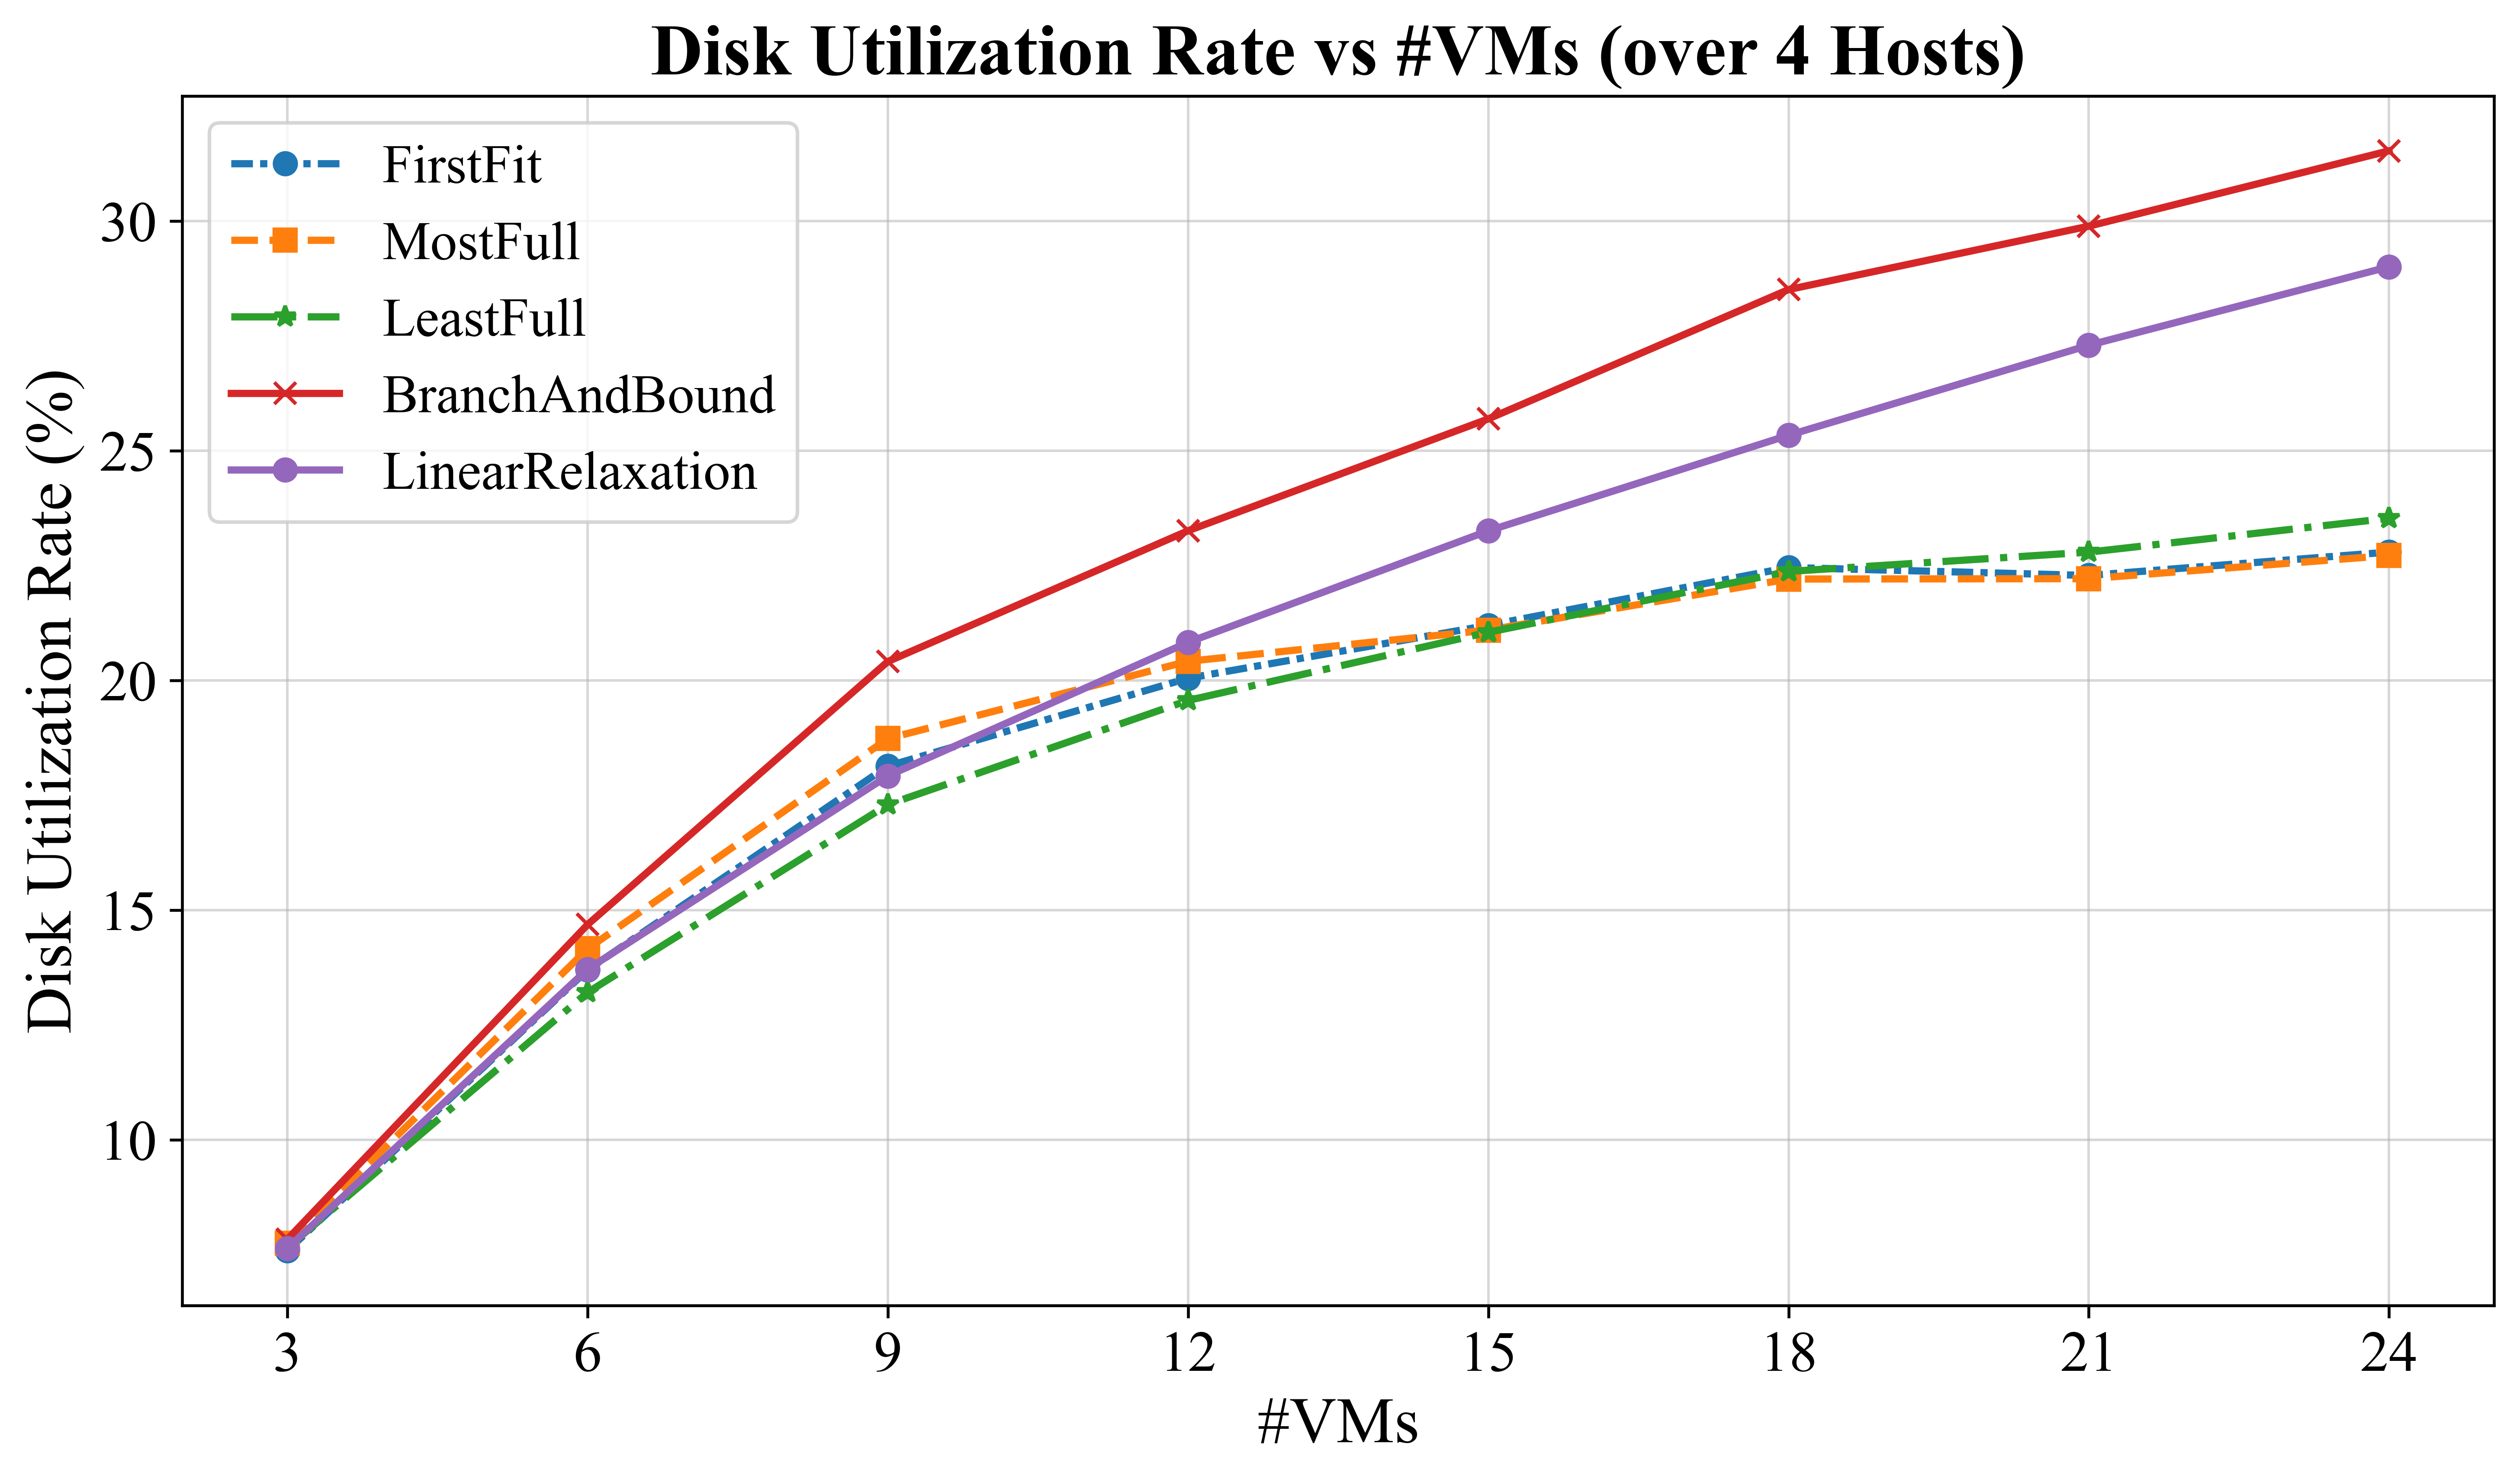 Disk Utilization Rate vs #VMs (over 4 Hosts)
FirstFit
MostFull
LeastFull
BranchAndBound
LinearRelaxation
Disk Utilization Rate (%)
30
25
20
15
10
3 6 9 12 15 18 21 24
#VMs